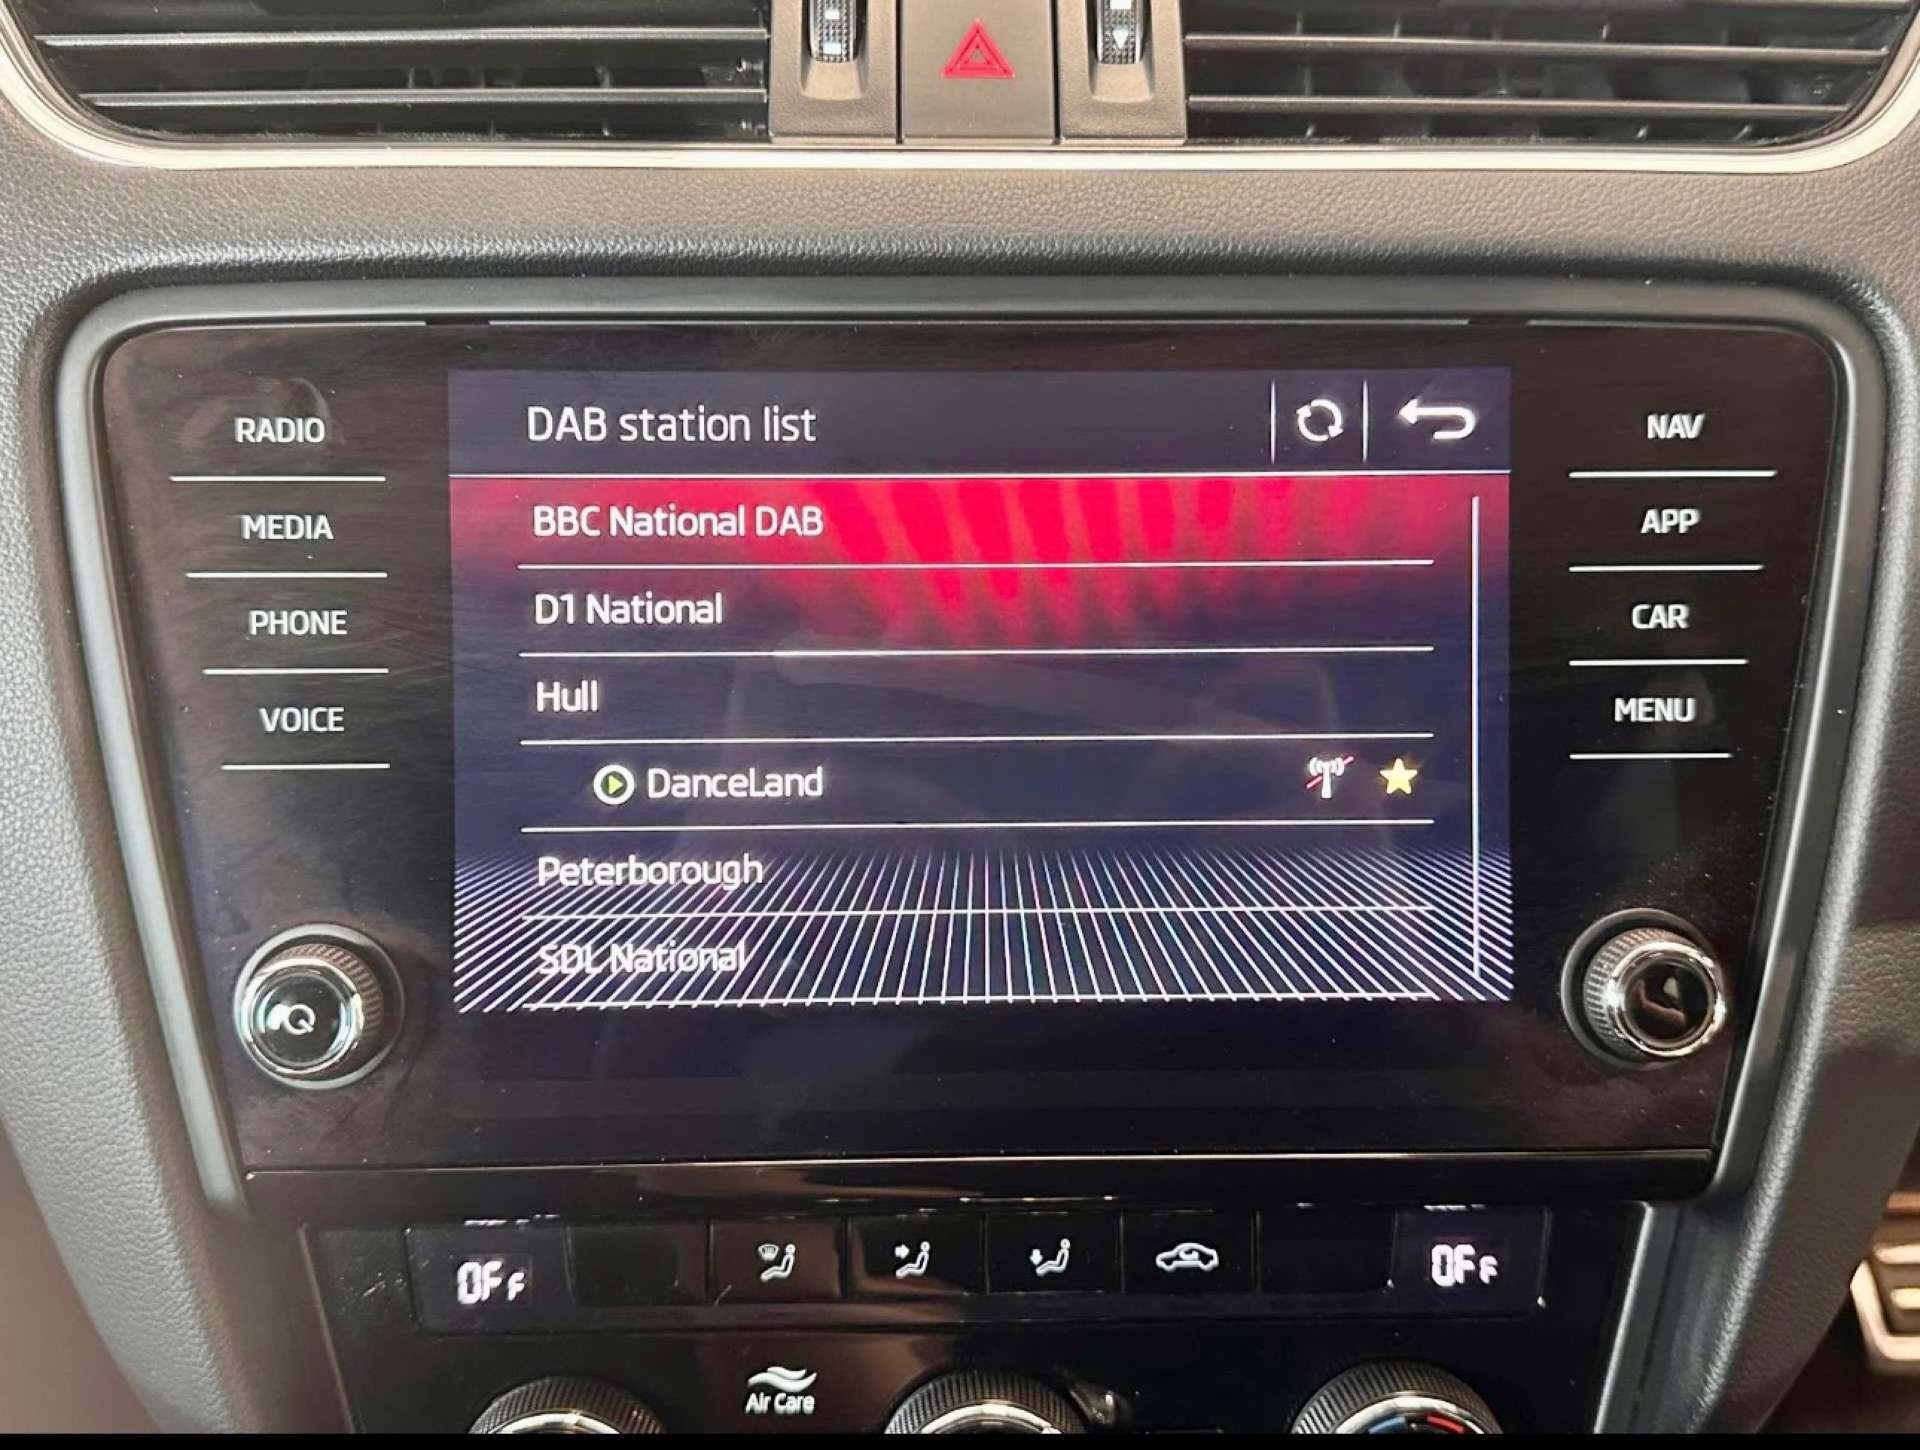 RADIO
MEDIA
PHONE
VOICE
DAB station list
BBC National DAB
D1 National
Hull
DanceLand
Peterborough
SDL National
NAV
APP
CAR
MENU
OFF
OFF
Air Care